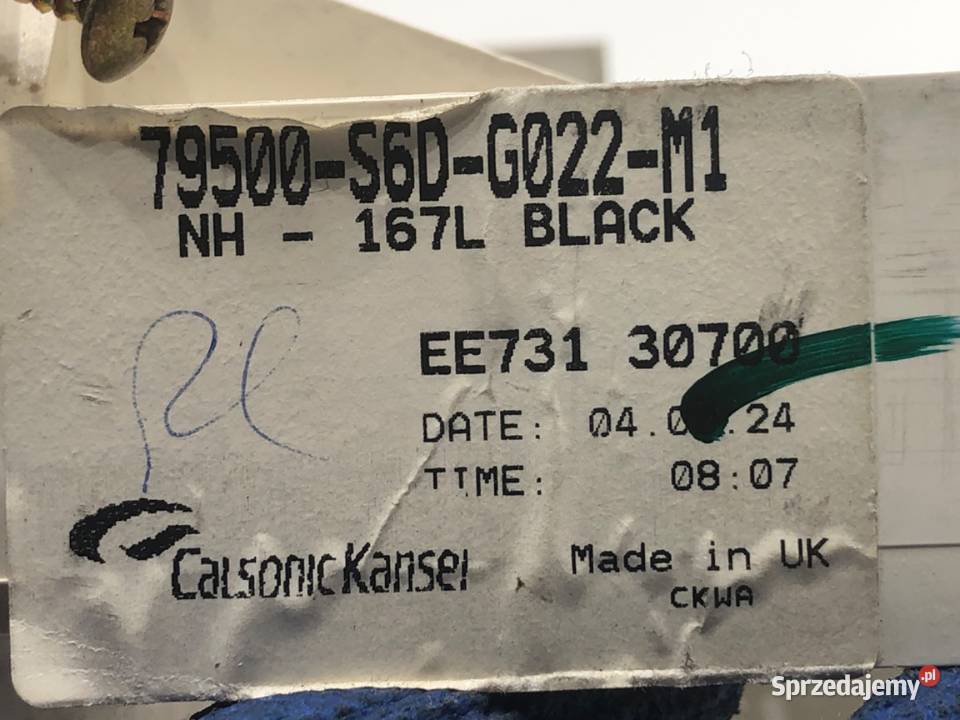 79500-S6D-G022-M1
NH - 167L BLACK
EE731 30700
DATE: 04. .24
TIME: 08:07
CalsonicKansei
Made in UK
CKWA
Sprzedajemy.pl